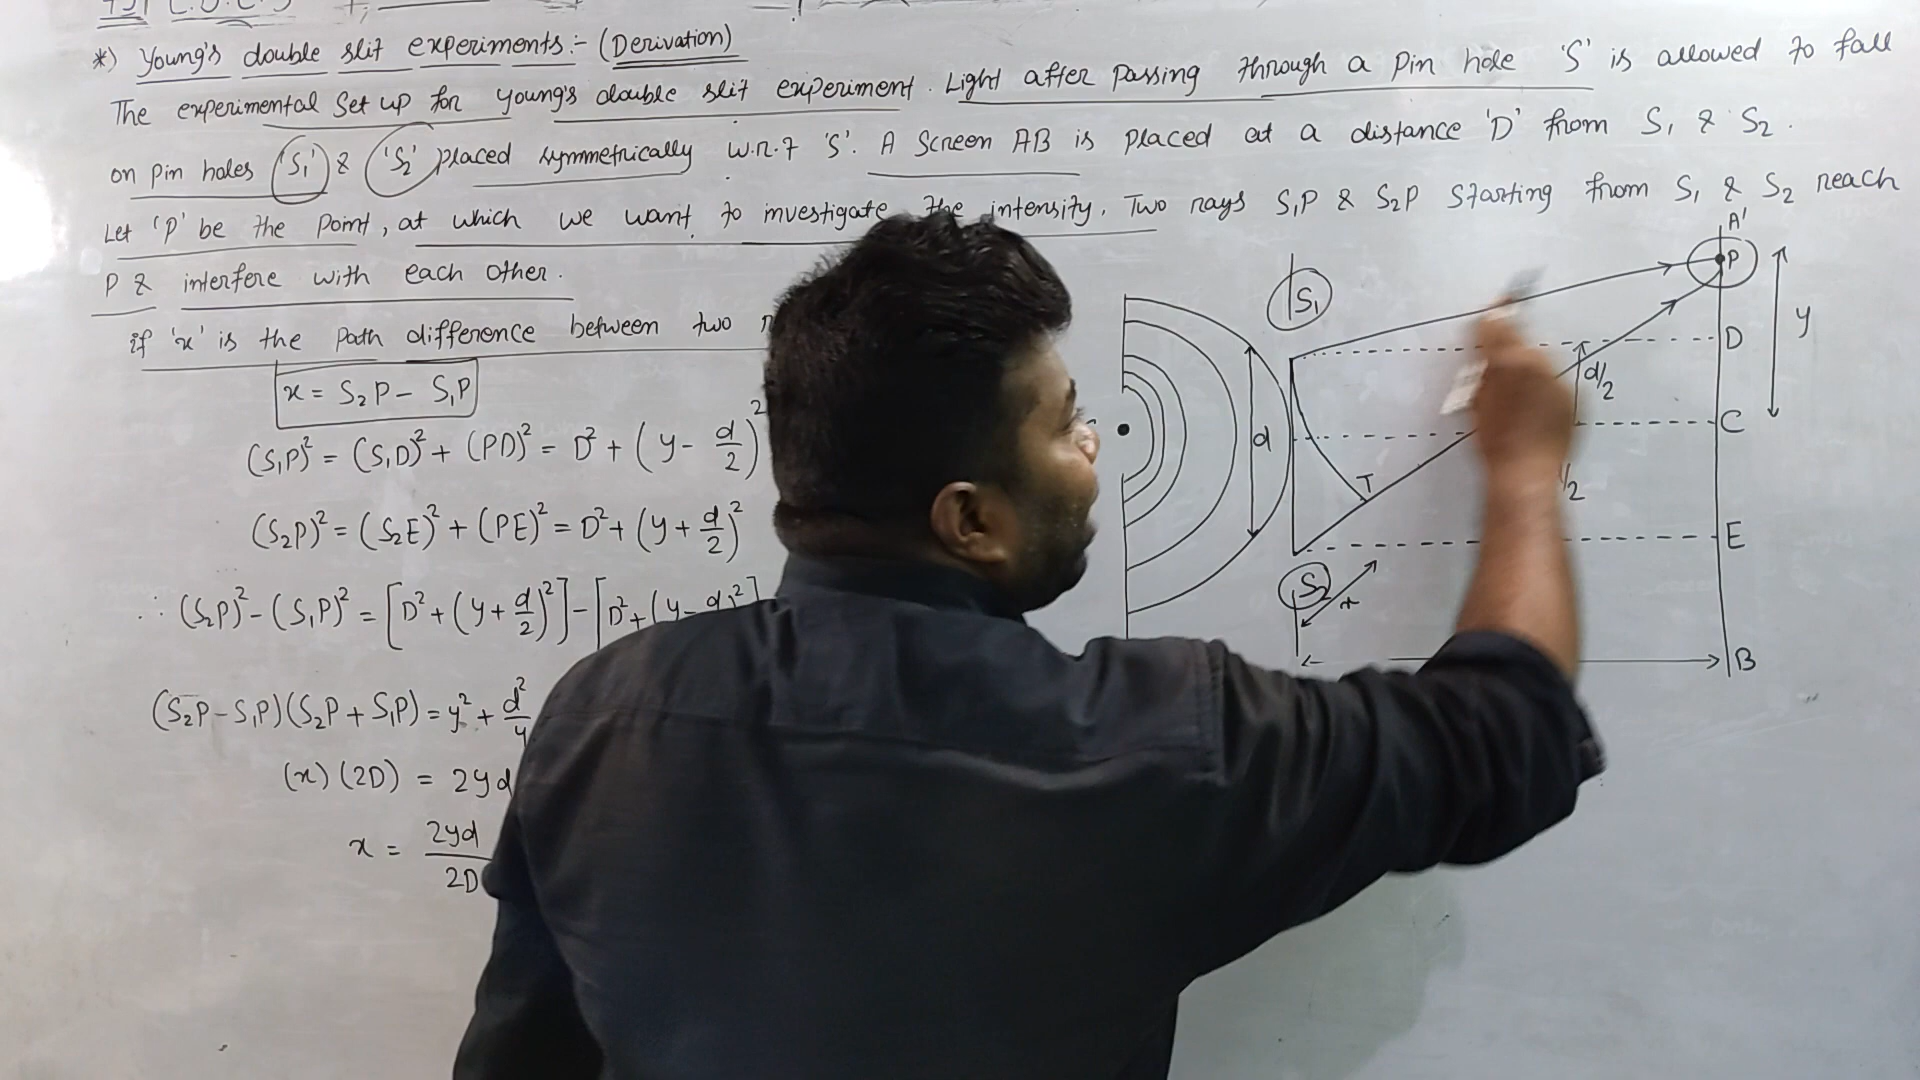 *) Young's double slit experiments:- (Derivation)
The experimental set up for young's double slit experiment. Light after passing through a pin hole 'S' is allowed to fall
on pin holes 'S₁' & 'S₂' placed symmetrically w.r.t 'S'. A Screen AB is placed at a distance 'D' from S₁ & S₂.
Let 'P' be the point, at which we want to investigate the intensity. Two rays S₁P & S₂P starting from S₁ & S₂ reach
P & interfere with each other.
if 'x' is the path difference between two
x = S₂P - S₁P
(S₁P)² = (S₁D)² + (PD)² = D² + (y - d/2)²
(S₂P)² = (S₂E)² + (PE)² = D² + (y + d/2)²
∴ (S₂P)² - (S₁P)² = [D² + (y + d/2)²] - [D² + (y - d/2)²]
(S₂P - S₁P)(S₂P + S₁P) = y² + d²/4
(x)(2D) = 2yd
x = 2yd/2D
A'
P
S₁
y
D
d/2
C
d
T
/2
E
S₂
x
B